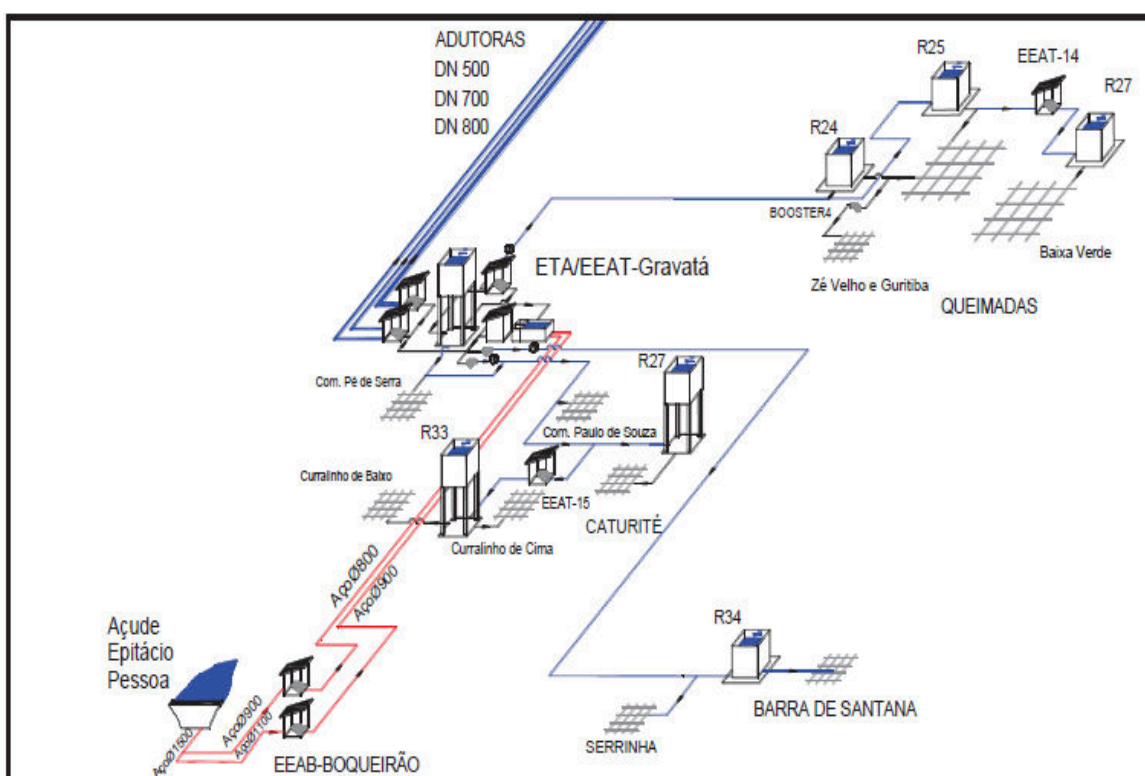 ADUTORAS
DN 500
DN 700
DN 800
R25
EEAT-14
R27
R24
BOOSTER4
ETA/EEAT-Gravatá
Baixa Verde
Zé Velho e Guritiba
QUEIMADAS
Com. Pé de Serra
R27
R33
Com. Paulo de Souza
Curralinho de Baixo
EEAT-15
CATURITÉ
Curralinho de Cima
AçoØ800
AçoØ900
Açude
Epitácio
Pessoa
R34
AçoØ900
AçoØ1100
AçoØ1500
BARRA DE SANTANA
SERRINHA
EEAB-BOQUEIRÃO